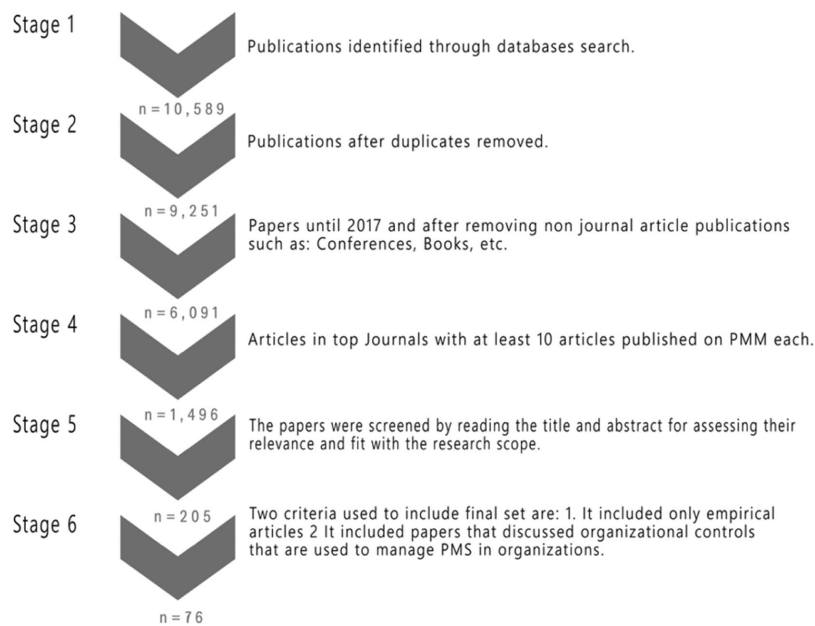 Stage 1
Publications identified through databases search.
n=10,589
Stage 2
Publications after duplicates removed.
n=9,251
Stage 3
Papers until 2017 and after removing non journal article publications
such as: Conferences, Books, etc.
n=6,091
Stage 4
Articles in top Journals with at least 10 articles published on PMM each.
n=1,496
Stage 5
The papers were screened by reading the title and abstract for assessing their
relevance and fit with the research scope.
n=205
Stage 6
Two criteria used to include final set are: 1. It included only empirical
articles 2 It included papers that discussed organizational controls
that are used to manage PMS in organizations.
n=76